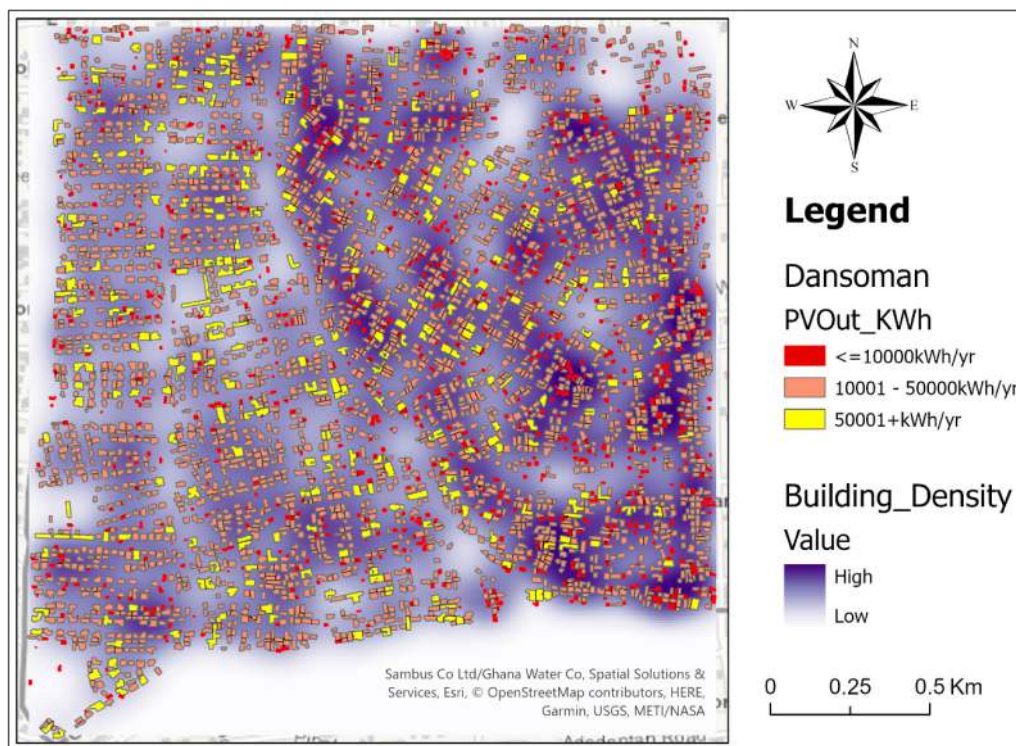 N
W
E
S
Legend
Dansoman
PVOut_KWh
<=10000kWh/yr
10001 - 50000kWh/yr
50001+kWh/yr
Building_Density
Value
High
Low
0 0.25 0.5 Km
Sambus Co Ltd/Ghana Water Co, Spatial Solutions &
Services, Esri, © OpenStreetMap contributors, HERE,
Garmin, USGS, METI/NASA